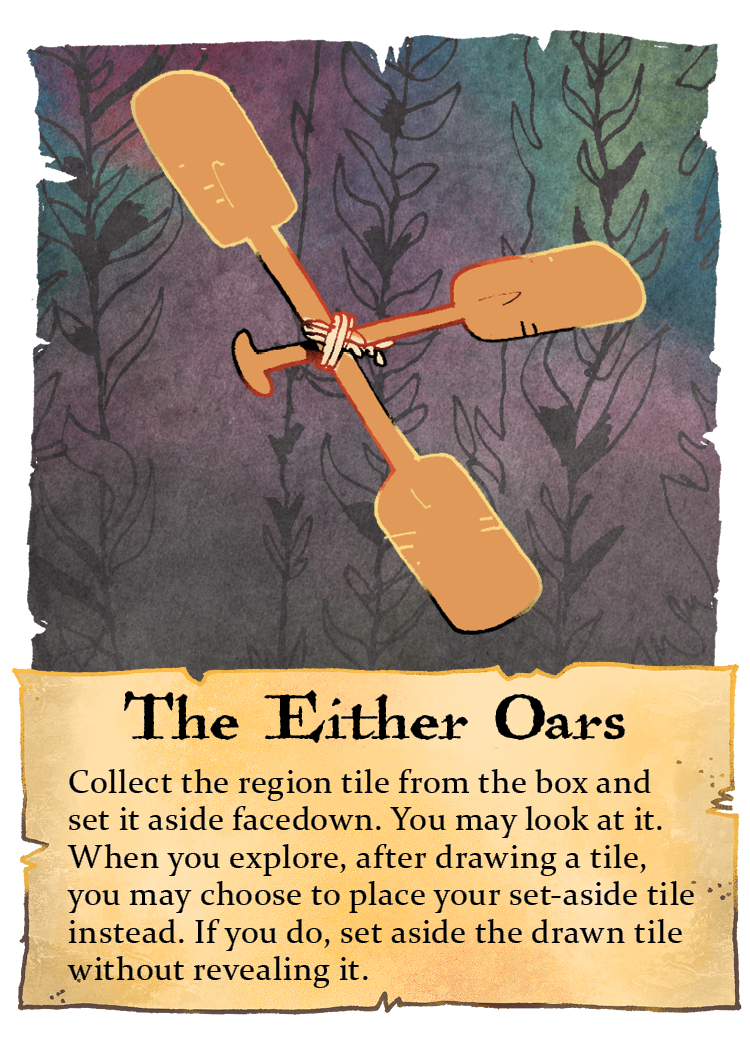 The Either Oars
Collect the region tile from the box and
set it aside facedown. You may look at it.
When you explore, after drawing a tile,
you may choose to place your set-aside tile
instead. If you do, set aside the drawn tile
without revealing it.